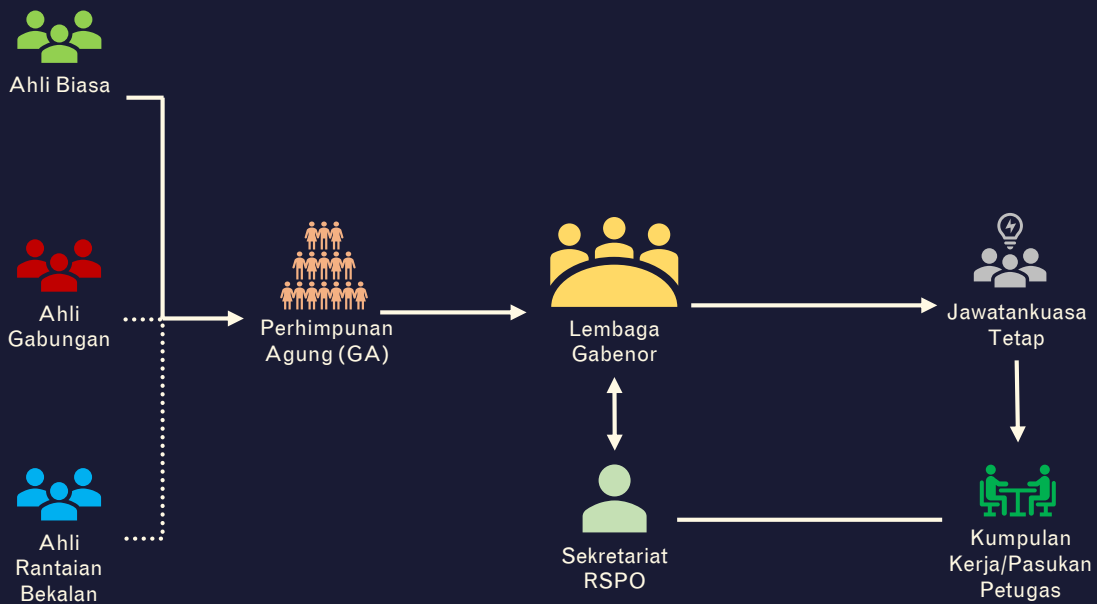 Ahli Biasa
Ahli
Gabungan
Ahli
Rantaian
Bekalan
Perhimpunan
Agung (GA)
Lembaga
Gabenor
Sekretariat
RSPO
Jawatankuasa
Tetap
Kumpulan
Kerja/Pasukan
Petugas